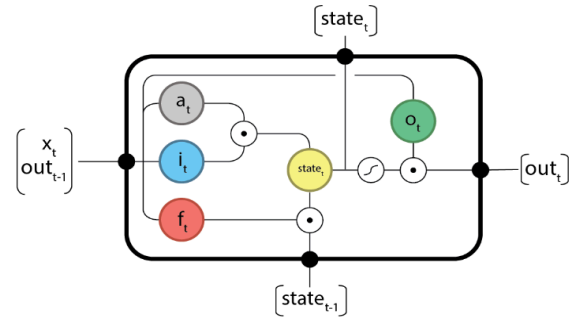 [state_t]
a_t
o_t
x_t
out_t-1
i_t
state_t
[out_t]
f_t
[state_t-1]